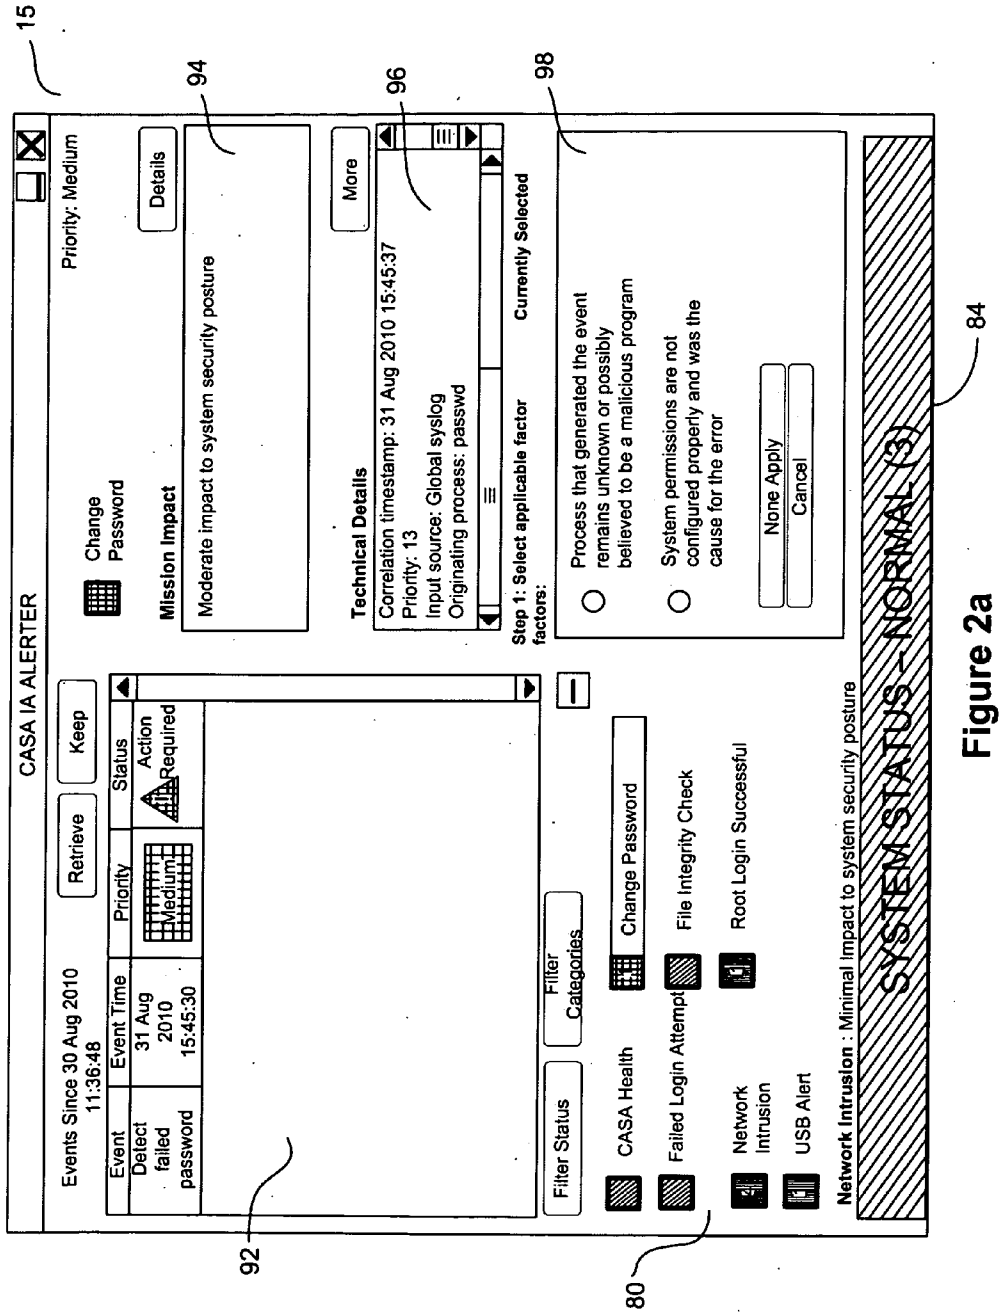 15
CASA IA ALERTER
Events Since 30 Aug 2010
11:36:48
Retrieve
Keep
Event
Event Time
Priority
Status
Detect
failed
password
31 Aug
2010
15:45:30
Medium
Action
Required
92
Filter Status
Filter
Categories
CASA Health
Change Password
Failed Login Attempt
File Integrity Check
Network
Intrusion
Root Login Successful
USB Alert
80
Change
Password
Priority: Medium
Mission Impact
Details
Moderate impact to system security posture
94
Technical Details
More
Correlation timestamp: 31 Aug 2010 15:45:37
Priority: 13
Input source: Global syslog
Originating process: passwd
96
Step 1: Select applicable factor
Currently Selected
factors:
Process that generated the event
remains unknown or possibly
believed to be a malicious program
System permissions are not
configured properly and was the
cause for the error
None Apply
Cancel
98
Network Intrusion : Minimal Impact to system security posture
SYSTEM STATUS - NORMAL (3)
84
Figure 2a